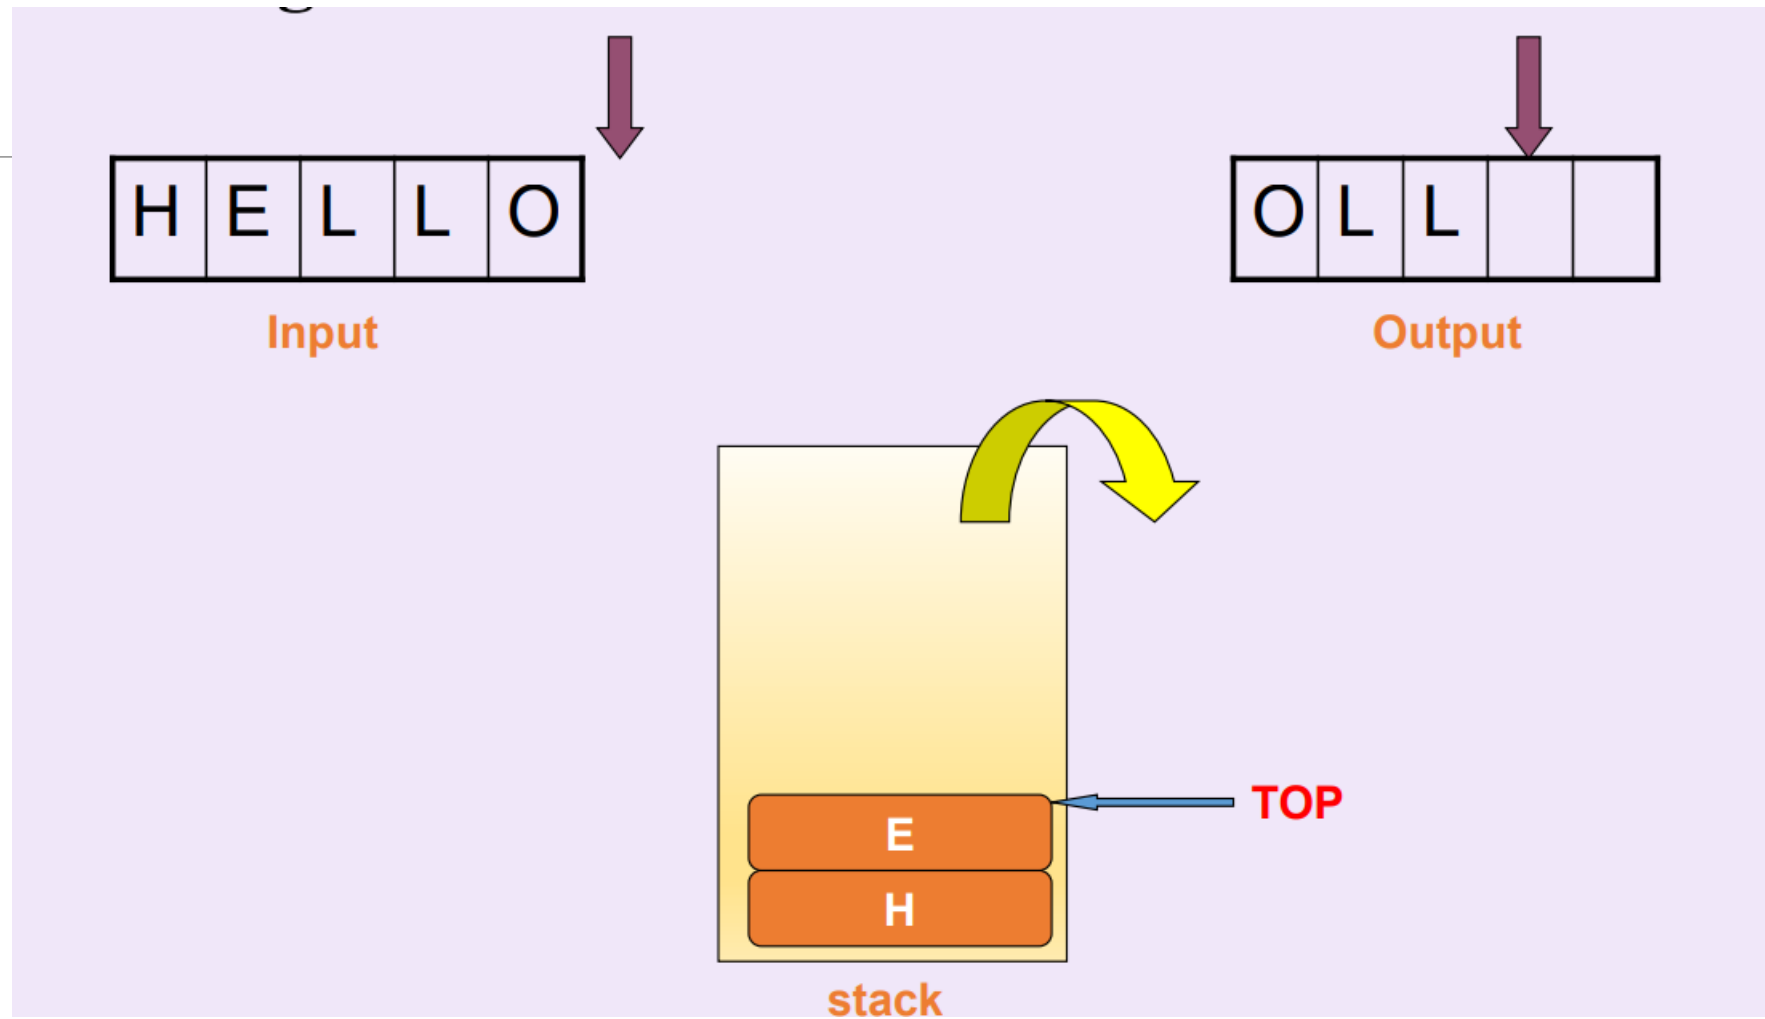 H E L L O
O L L
Input
Output
TOP
E
H
stack